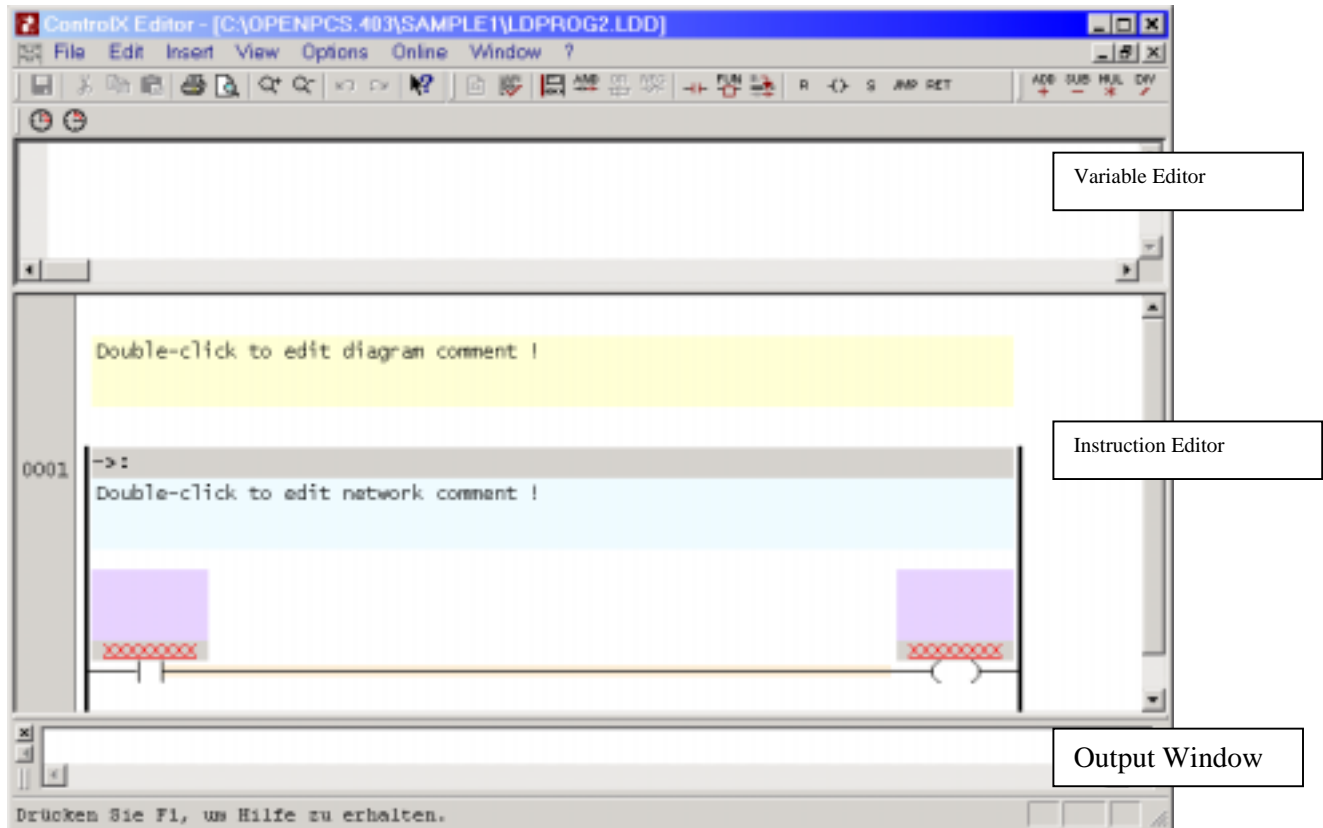 ControlX Editor - [C:\OPENPCS.403\SAMPLE1\LDPROG2.LDD]
File Edit Insert View Options Online Window ?
AND FUN R S JMP RET ADD SUB MUL DIV
Variable Editor
Double-click to edit diagram comment !
Instruction Editor
0001 ->:
Double-click to edit network comment !
XXXXXXXXX XXXXXXXXX
Output Window
Drücken Sie F1, um Hilfe zu erhalten.